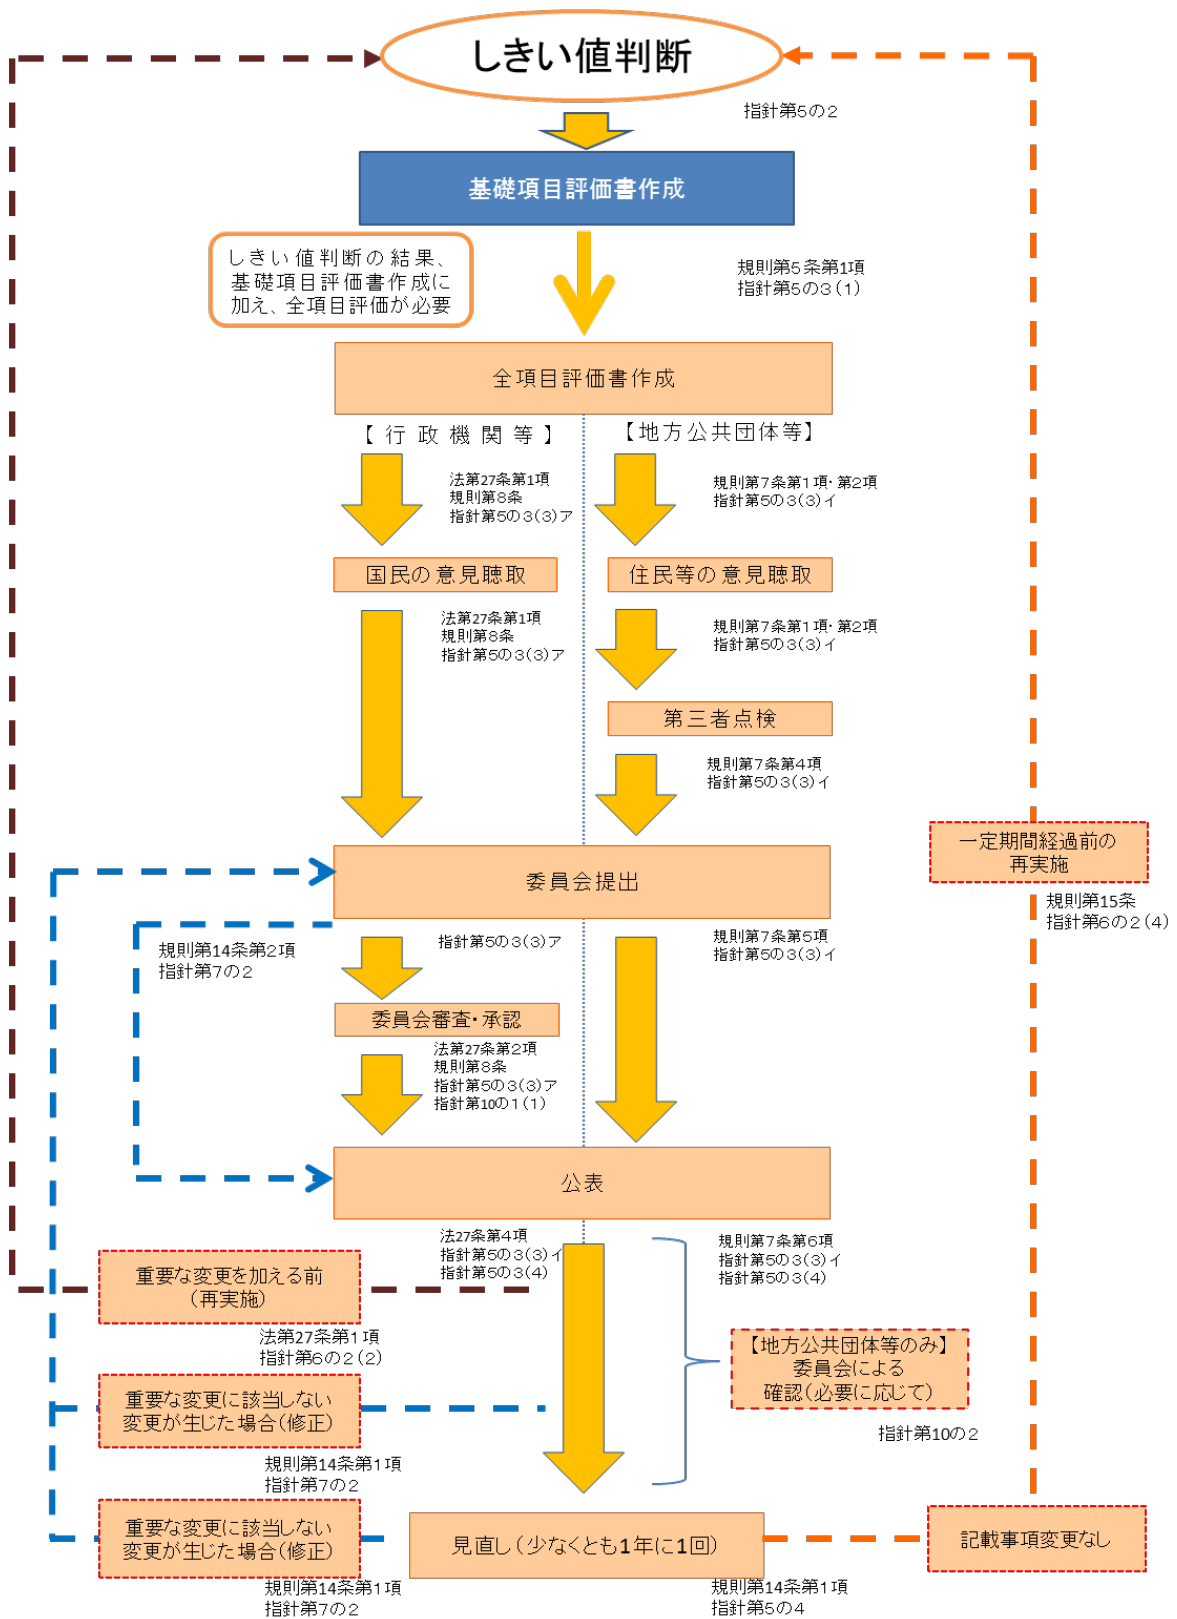 しきい値判断
指針第5の2
基礎項目評価書作成
しきい値判断の結果、
基礎項目評価書作成に
加え、全項目評価が必要
規則第5条第1項
指針第5の3(1)
全項目評価書作成
【行政機関等】
【地方公共団体等】
法第27条第1項
規則第8条
指針第5の3(3)ア
規則第7条第1項・第2項
指針第5の3(3)イ
国民の意見聴取
住民等の意見聴取
法第27条第1項
規則第8条
指針第5の3(3)ア
規則第7条第1項・第2項
指針第5の3(3)イ
第三者点検
規則第7条第4項
指針第5の3(3)イ
一定期間経過前の
再実施
規則第15条
指針第6の2(4)
委員会提出
規則第14条第2項
指針第7の2
指針第5の3(3)ア
規則第7条第5項
指針第5の3(3)イ
委員会審査・承認
法第27条第2項
規則第8条
指針第5の3(3)ア
指針第10の1(1)
公表
法27条第4項
指針第5の3(3)イ
指針第5の3(4)
規則第7条第6項
指針第5の3(3)イ
指針第5の3(4)
重要な変更を加える前
(再実施)
法第27条第1項
指針第6の2(2)
【地方公共団体等のみ】
委員会による
確認(必要に応じて)
指針第10の2
重要な変更に該当しない
変更が生じた場合(修正)
規則第14条第1項
指針第7の2
重要な変更に該当しない
変更が生じた場合(修正)
規則第14条第1項
指針第7の2
見直し(少なくとも1年に1回)
規則第14条第1項
指針第5の4
記載事項変更なし